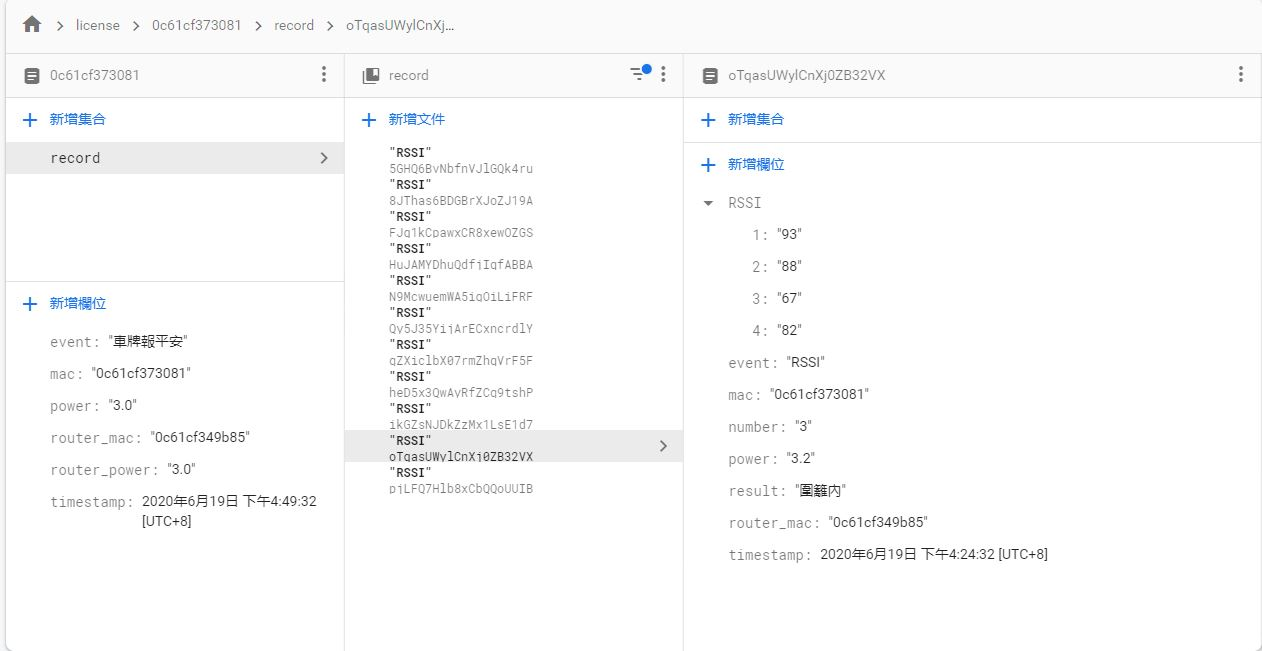 license > 0c61cf373081 > record > oTqasUWylCnXj...
0c61cf373081
新增集合
record
新增欄位
event: "車牌報平安"
mac: "0c61cf373081"
power: "3.0"
router_mac: "0c61cf349b85"
router_power: "3.0"
timestamp: 2020年6月19日 下午4:49:32
[UTC+8]
record
新增文件
"RSSI"
5GHQ6BvNbfnVJlGQk4ru
"RSSI"
8JThas6BDGBrXJoZJ19A
"RSSI"
FJq1kCpawxCR8xewOZGS
"RSSI"
HuJAMYDhuQdfjIqfABBA
"RSSI"
N9McwuemWA5iqOiLiFRF
"RSSI"
Qy5J35YijArECxncrdlY
"RSSI"
qZXiclbX07rmZhqVrF5F
"RSSI"
heD5x3QwAyRfZCq9tshP
"RSSI"
ikGZsNJDkZzMx1LsE1d7
"RSSI"
oTqasUWylCnXj0ZB32VX
"RSSI"
pjLFQ7Hlb8xCbQQoUUIB
oTqasUWylCnXj0ZB32VX
新增集合
新增欄位
RSSI
1: "93"
2: "88"
3: "67"
4: "82"
event: "RSSI"
mac: "0c61cf373081"
number: "3"
power: "3.2"
result: "圍籬內"
router_mac: "0c61cf349b85"
timestamp: 2020年6月19日 下午4:24:32 [UTC+8]